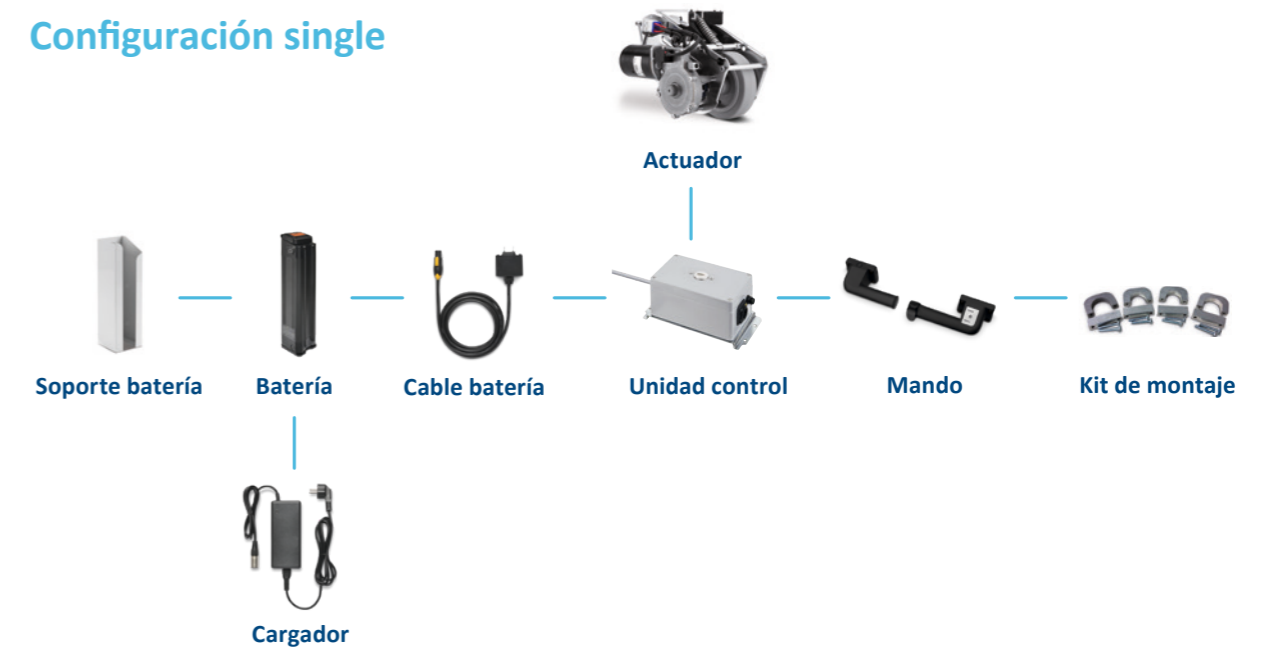 Configuración single
Actuador
Soporte batería
Batería
Cable batería
Unidad control
Mando
Kit de montaje
Cargador